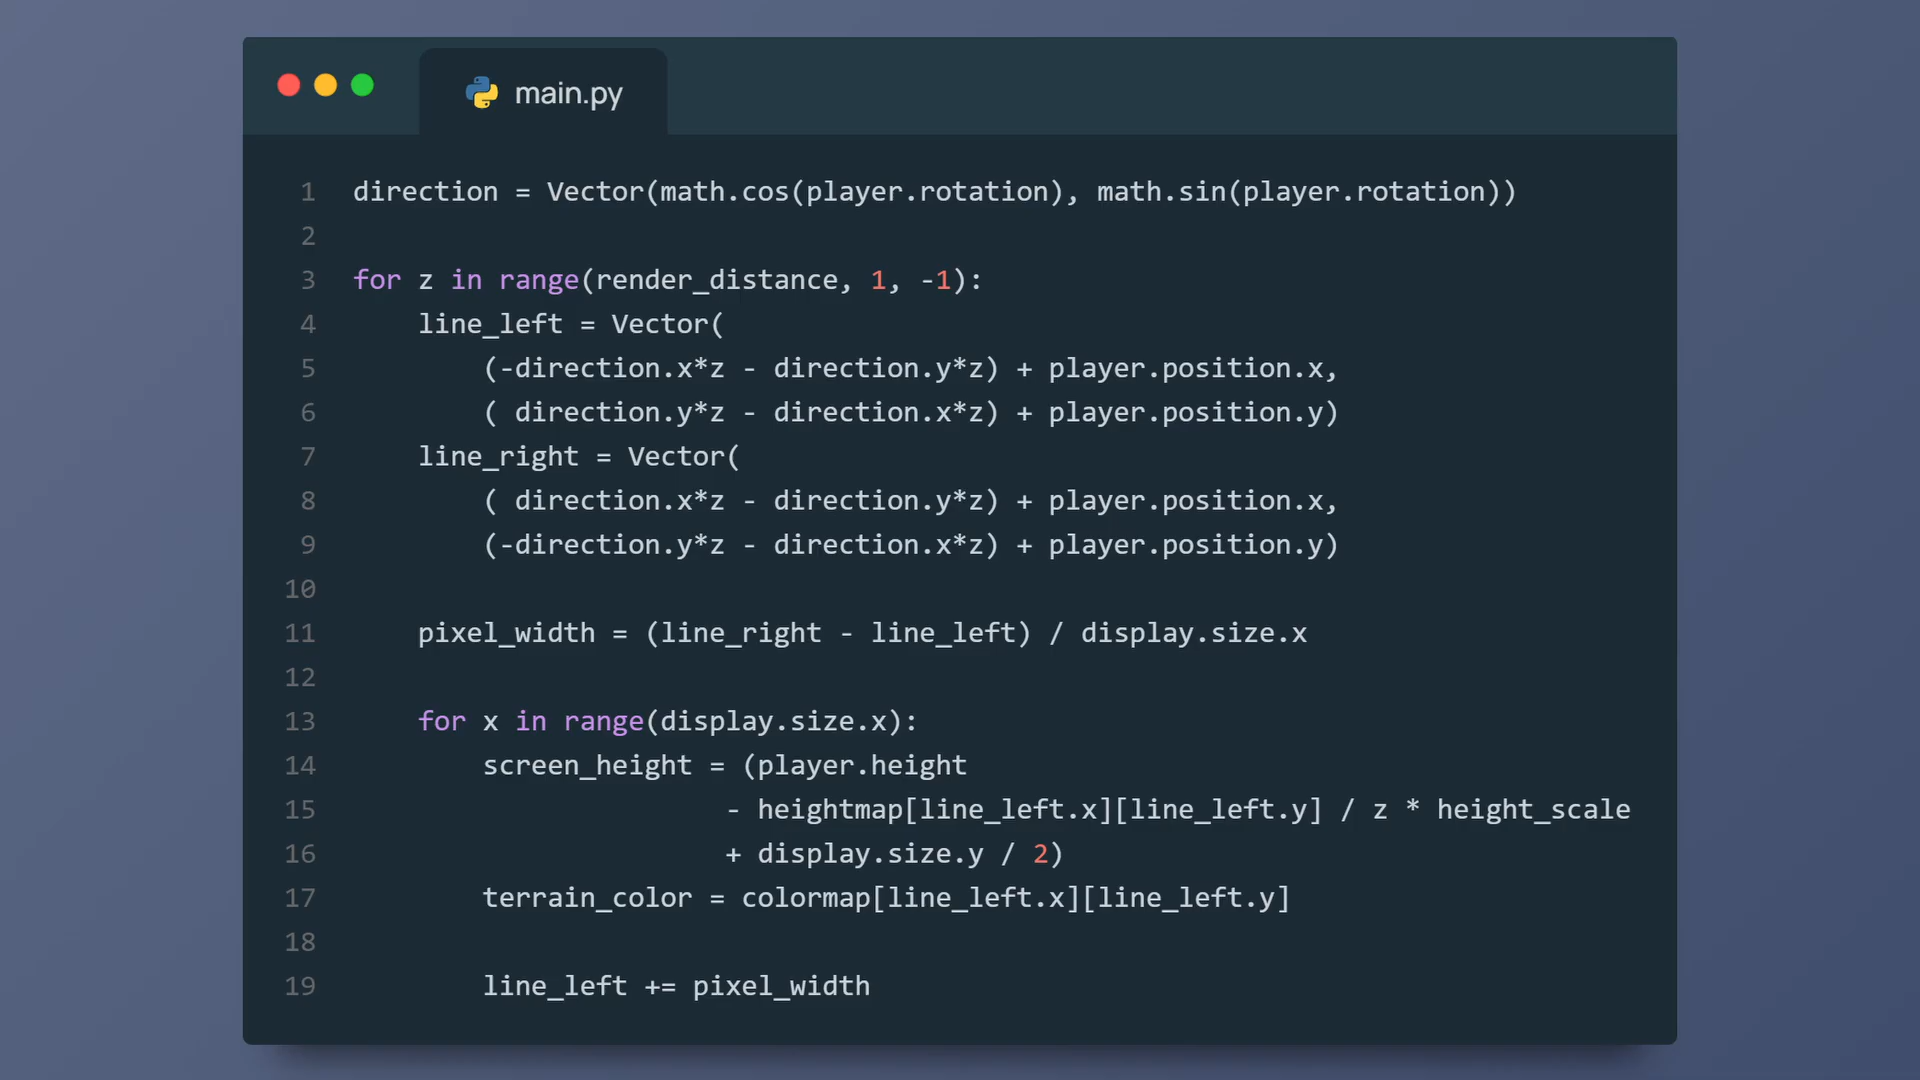 main.py
1 direction = Vector(math.cos(player.rotation), math.sin(player.rotation))
2
3 for z in range(render_distance, 1, -1):
4     line_left = Vector(
5         (-direction.x*z - direction.y*z) + player.position.x,
6         ( direction.y*z - direction.x*z) + player.position.y)
7     line_right = Vector(
8         ( direction.x*z - direction.y*z) + player.position.x,
9         (-direction.y*z - direction.x*z) + player.position.y)
10
11     pixel_width = (line_right - line_left) / display.size.x
12
13     for x in range(display.size.x):
14         screen_height = (player.height
15                        - heightmap[line_left.x][line_left.y] / z * height_scale
16                        + display.size.y / 2)
17         terrain_color = colormap[line_left.x][line_left.y]
18
19         line_left += pixel_width